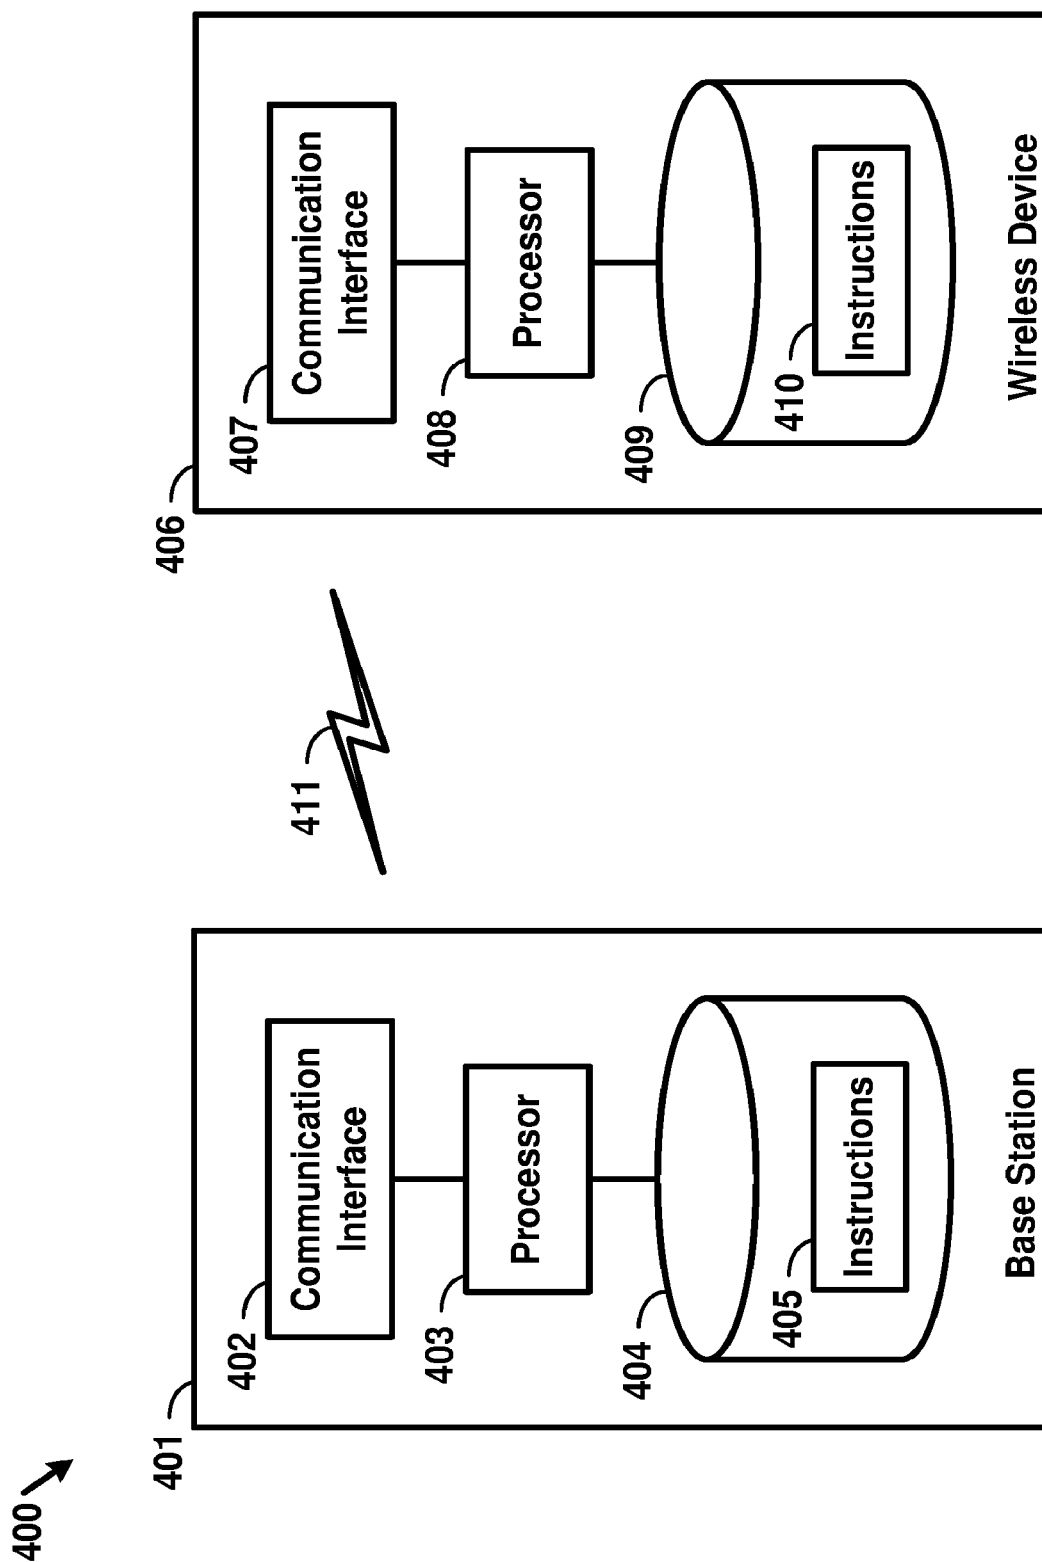 400
401
402
Communication
Interface
403
Processor
404
405
Instructions
Base Station
411
406
407
Communication
Interface
408
Processor
409
410
Instructions
Wireless Device